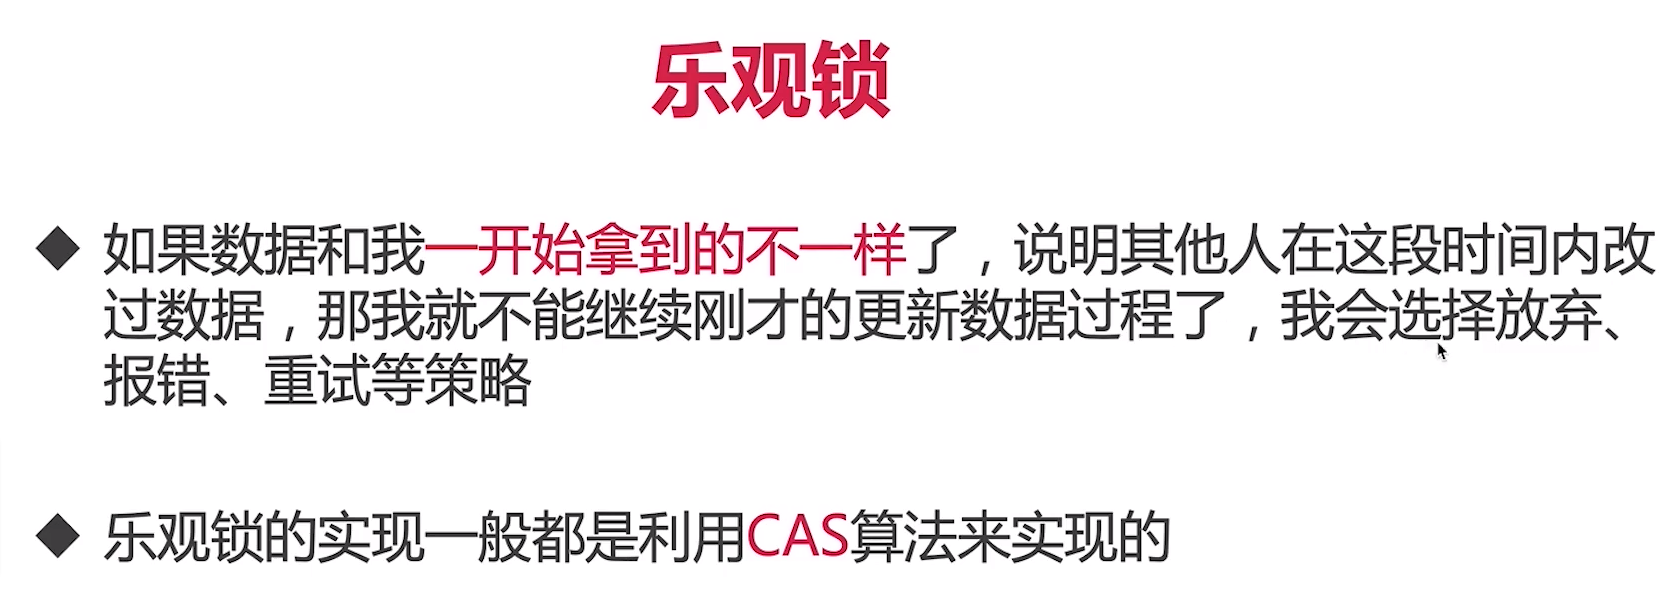 乐观锁
◆ 如果数据和我一开始拿到的不一样了，说明其他人在这段时间内改
过数据，那我就不能继续刚才的更新数据过程了，我会选择放弃、
报错、重试等策略
◆ 乐观锁的实现一般都是利用CAS算法来实现的